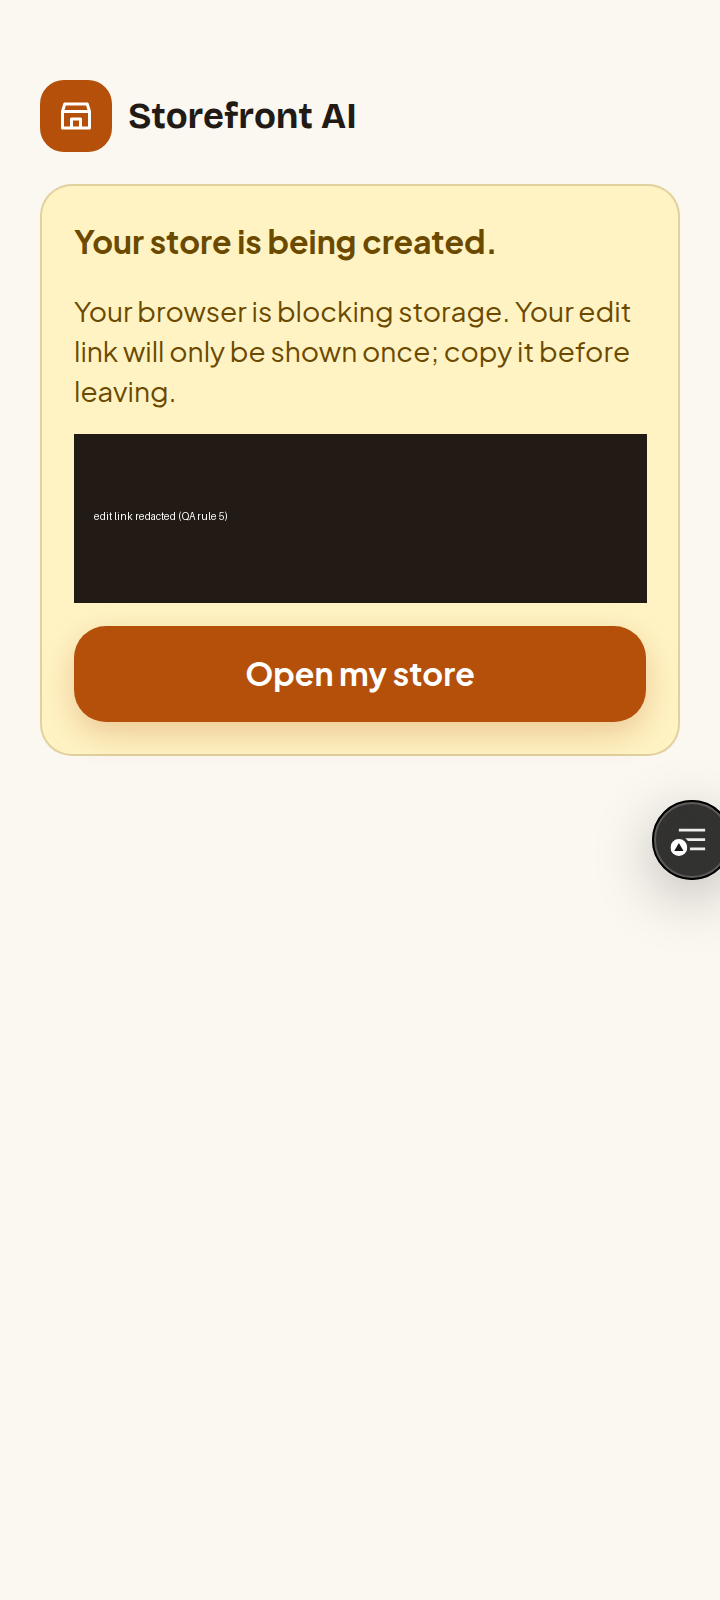 Storefront AI
Your store is being created.
Your browser is blocking storage. Your edit
link will only be shown once; copy it before
leaving.
edit link redacted (QA rule 5)
Open my store